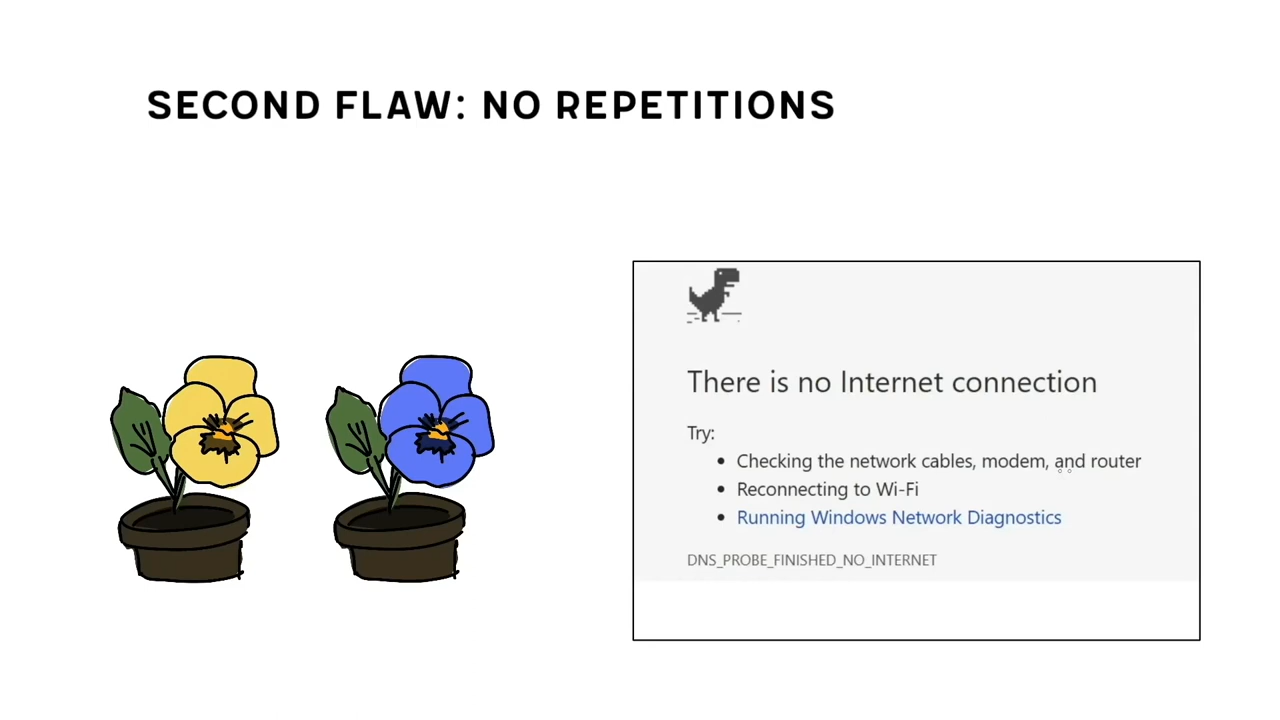 SECOND FLAW: NO REPETITIONS
There is no Internet connection
Try:
• Checking the network cables, modem, and router
• Reconnecting to Wi-Fi
• Running Windows Network Diagnostics
DNS_PROBE_FINISHED_NO_INTERNET